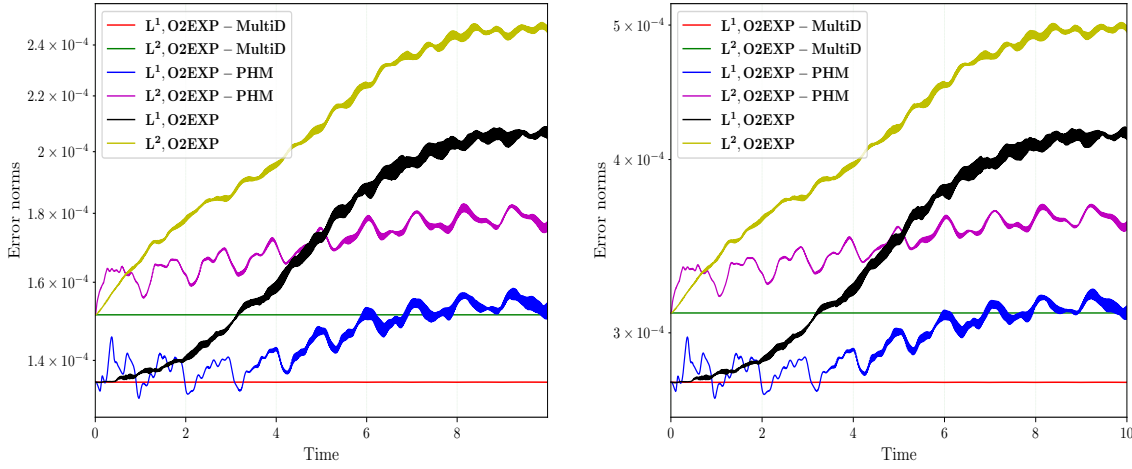 L¹, O2EXP − MultiD
L², O2EXP − MultiD
L¹, O2EXP − PHM
L², O2EXP − PHM
L¹, O2EXP
L², O2EXP
2.4 × 10⁻⁴
2.2 × 10⁻⁴
2 × 10⁻⁴
1.8 × 10⁻⁴
1.6 × 10⁻⁴
1.4 × 10⁻⁴
Error norms
0 2 4 6 8
Time
L¹, O2EXP − MultiD
L², O2EXP − MultiD
L¹, O2EXP − PHM
L², O2EXP − PHM
L¹, O2EXP
L², O2EXP
5 × 10⁻⁴
4 × 10⁻⁴
3 × 10⁻⁴
Error norms
0 2 4 6 8 10
Time